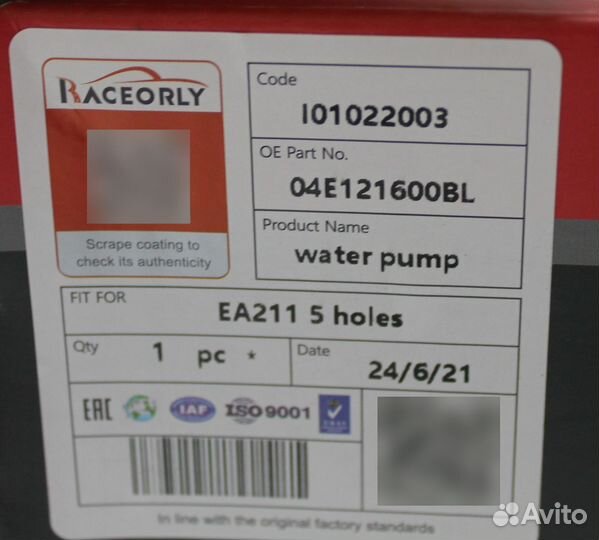 RACEORLY
Scrape coating to
check its authenticity
Code
I01022003
OE Part No.
04E121600BL
Product Name
water pump
FIT FOR
EA211 5 holes
Qty
1 pc *
Date
24/6/21
EAC IAF ISO9001
In line with the original factory standards
Avito